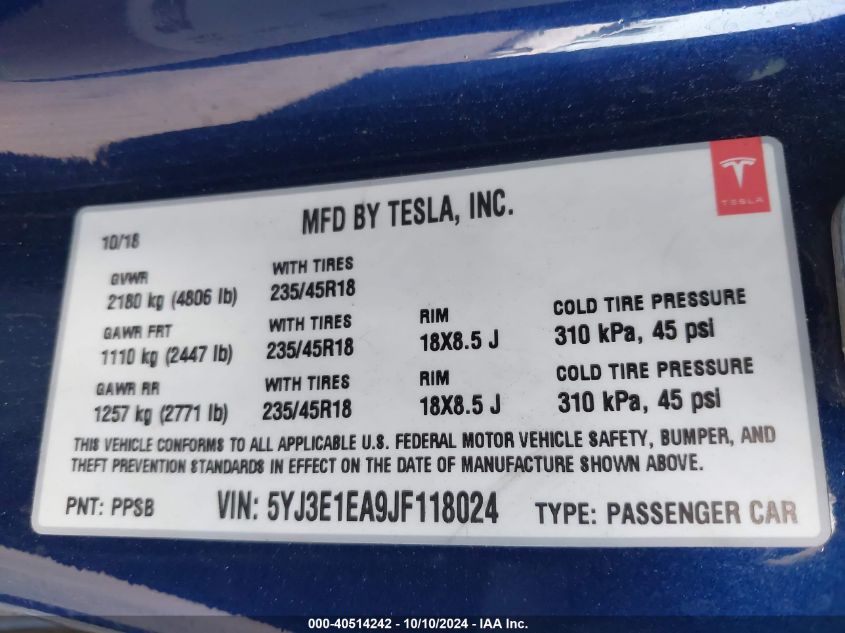 TESLA
MFD BY TESLA, INC.
10/18
GVWR
2180 kg (4806 lb)
WITH TIRES
235/45R18
GAWR FRT
1110 kg (2447 lb)
WITH TIRES
235/45R18
RIM
18X8.5 J
COLD TIRE PRESSURE
310 kPa, 45 psi
GAWR RR
1257 kg (2771 lb)
WITH TIRES
235/45R18
RIM
18X8.5 J
COLD TIRE PRESSURE
310 kPa, 45 psi
THIS VEHICLE CONFORMS TO ALL APPLICABLE U.S. FEDERAL MOTOR VEHICLE SAFETY, BUMPER, AND
THEFT PREVENTION STANDARDS IN EFFECT ON THE DATE OF MANUFACTURE SHOWN ABOVE.
PNT: PPSB VIN: 5YJ3E1EA9JF118024 TYPE: PASSENGER CAR
000-40514242 - 10/10/2024 - IAA Inc.